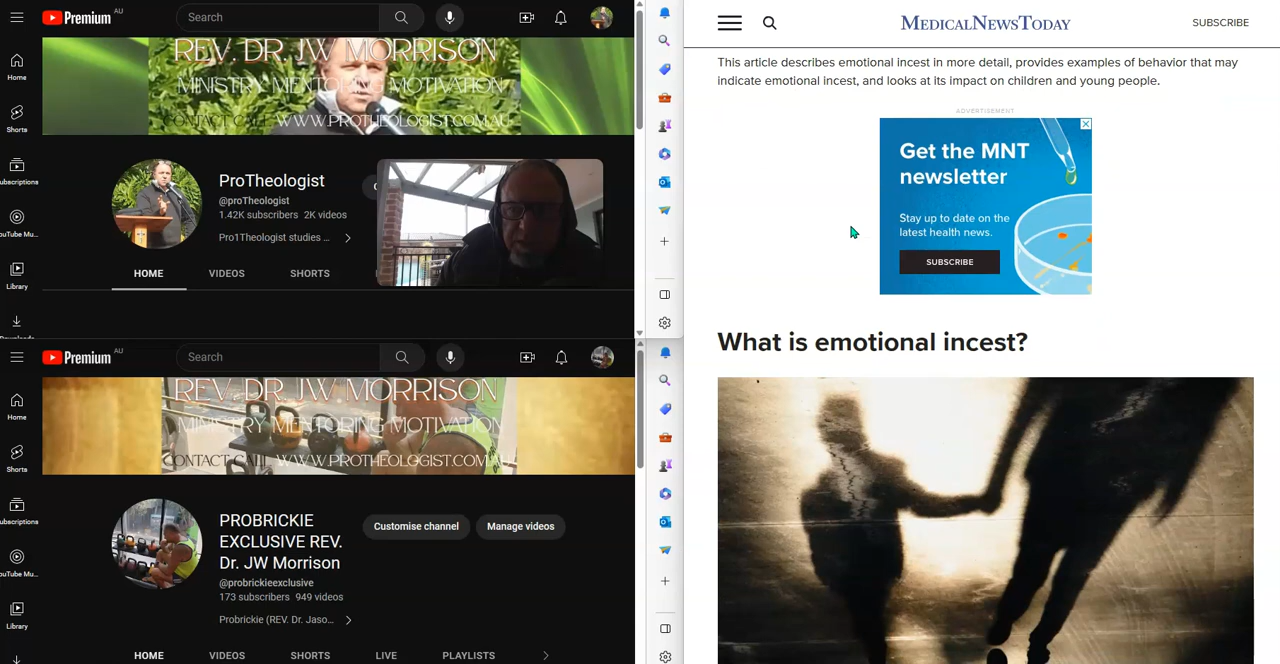 Premium AU
Search
REV. DR. JW MORRISON
MINISTRY MENTORING MOTIVATION
CONTACT CALL WWW.PROTHEOLOGIST.COM.AU
Home
Shorts
ubscriptions
ouTube Mu...
Library
ProTheologist
@proTheologist
1.42K subscribers 2K videos
Pro1Theologist studies ...
HOME VIDEOS SHORTS
Premium AU
Search
REV. DR. JW MORRISON
MINISTRY MENTORING MOTIVATION
CONTACT CALL WWW.PROTHEOLOGIST.COM.AU
Home
Shorts
ubscriptions
ouTube Mu...
Library
PROBRICKIE
EXCLUSIVE REV.
Dr. JW Morrison
Customise channel Manage videos
@probrickieexclusive
173 subscribers 949 videos
Probrickie (REV. Dr. Jaso...
HOME VIDEOS SHORTS LIVE PLAYLISTS
MEDICALNEWSTODAY
SUBSCRIBE
This article describes emotional incest in more detail, provides examples of behavior that may
indicate emotional incest, and looks at its impact on children and young people.
ADVERTISEMENT
Get the MNT
newsletter
Stay up to date on the
latest health news.
SUBSCRIBE
What is emotional incest?